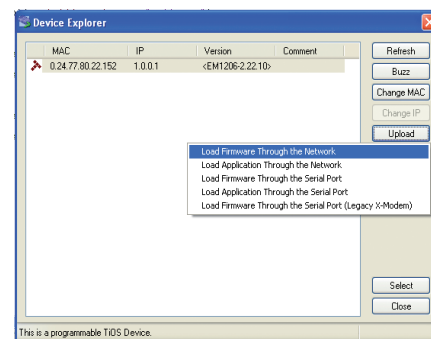 Device Explorer
MAC IP Version Comment
0.24.77.80.22.152 1.0.0.1 <EM1206-2.22.10>
Refresh
Buzz
Change MAC
Change IP
Upload
Load Firmware Through the Network
Load Application Through the Network
Load Firmware Through the Serial Port
Load Application Through the Serial Port
Load Firmware Through the Serial Port (Legacy X-Modem)
Select
Close
This is a programmable TiOS Device.